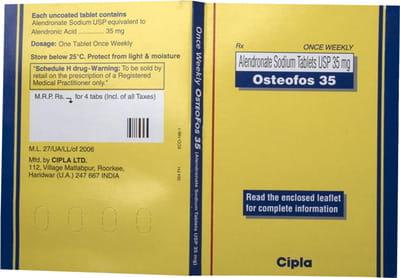 Each uncoated tablet contains
Alendronate Sodium USP equivalent to
Alendronic Acid ............... 35 mg
Dosage: One Tablet Once Weekly
Store below 25°C. Protect from light & moisture
"Schedule H drug-Warning: To be sold by
retail on the prescription of a Registered
Medical Practitioner only."
M.R.P. Rs. for 4 tabs (Incl. of all Taxes)
M.L. 27/UA/LL/of 2006
Mfd. by CIPLA LTD.
112, Village Matlabpur, Roorkee,
Haridwar (U.A.) 247 667 INDIA
Once Weekly OSTEOFOS 35 (Alendronate Sodium Tablets USP 35 mg)
Rx ONCE WEEKLY
Alendronate Sodium Tablets USP 35 mg
Osteofos 35
Read the enclosed leaflet
for complete information
Cipla